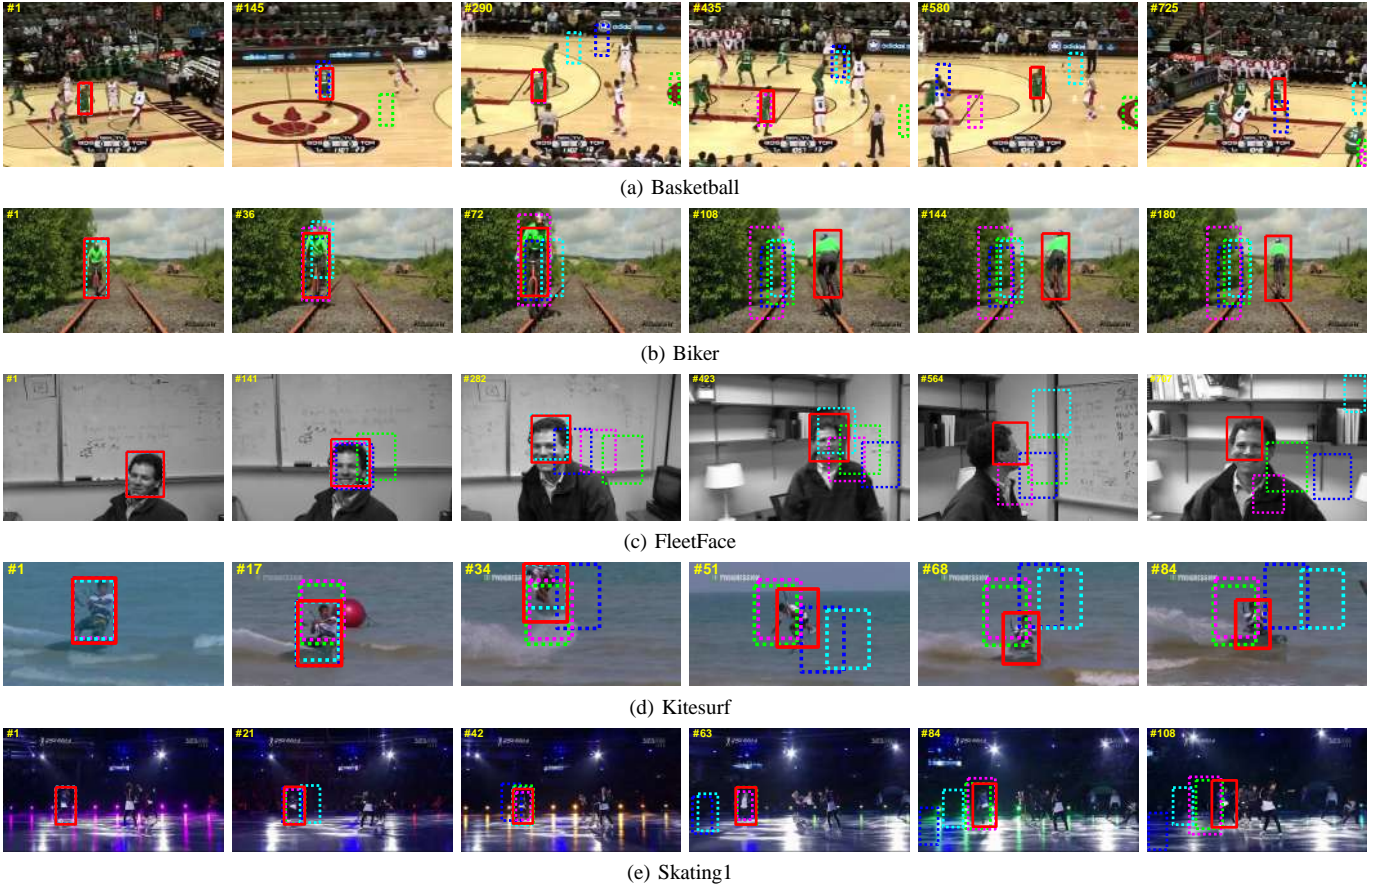 #1 #145 #290 #435 #580 #725
adidas
(a) Basketball
#1 #36 #72 #108 #144 #180
(b) Biker
#1 #141 #282 #423 #564
(c) FleetFace
#1 #17 #34 #51 #68 #84
(d) Kitesurf
#1 #21 #42 #63 #84 #108
(e) Skating1